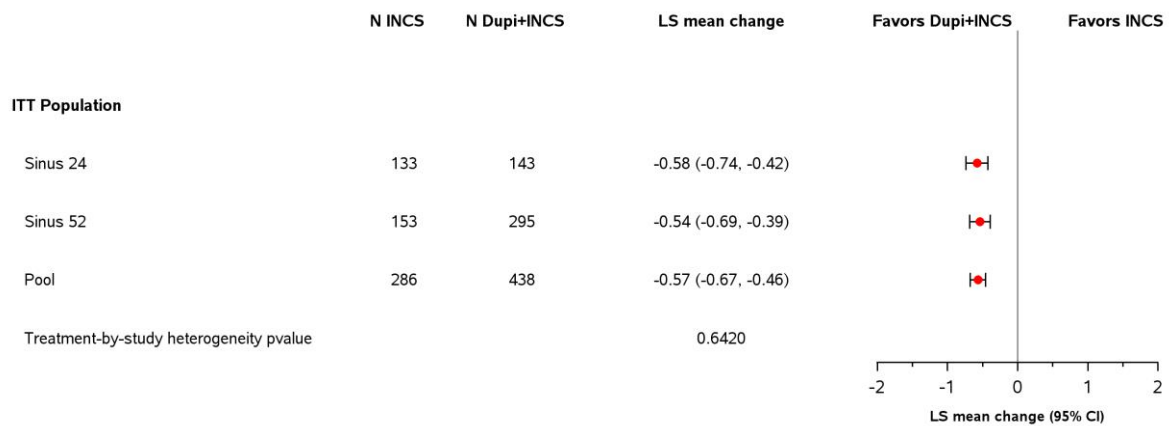 N INCS N Dupi+INCS LS mean change Favors Dupi+INCS Favors INCS
ITT Population
Sinus 24 133 143 -0.58 (-0.74, -0.42)
Sinus 52 153 295 -0.54 (-0.69, -0.39)
Pool 286 438 -0.57 (-0.67, -0.46)
Treatment-by-study heterogeneity pvalue 0.6420
-2 -1 0 1 2
LS mean change (95% CI)